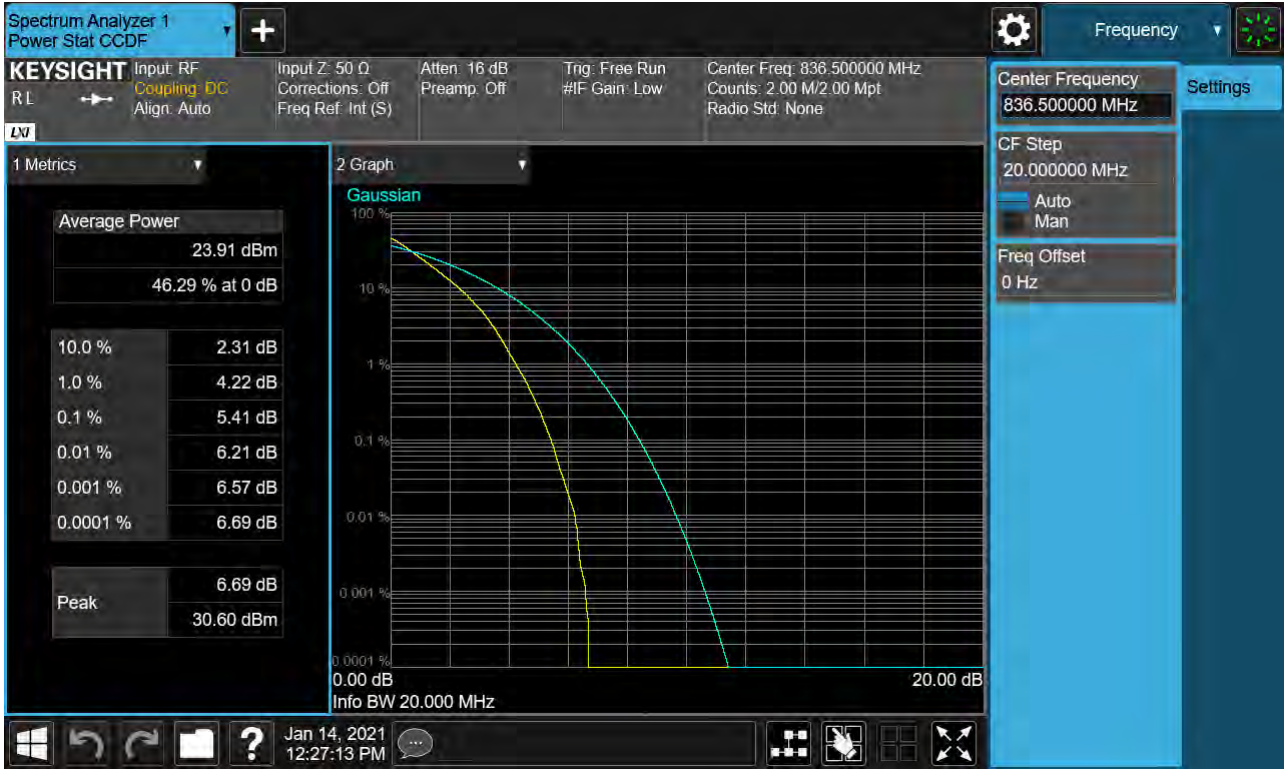 Spectrum Analyzer 1
Power Stat CCDF
Frequency
KEYSIGHT
R L
LXI
Input: RF
Coupling: DC
Align: Auto
Input Z: 50 Ω
Corrections: Off
Freq Ref: Int (S)
Atten: 16 dB
Preamp: Off
Trig: Free Run
#IF Gain: Low
Center Freq: 836.500000 MHz
Counts: 2.00 M/2.00 Mpt
Radio Std: None
Center Frequency
836.500000 MHz
Settings
CF Step
20.000000 MHz
Auto
Man
Freq Offset
0 Hz
1 Metrics
Average Power
23.91 dBm
46.29 % at 0 dB
10.0 % 2.31 dB
1.0 % 4.22 dB
0.1 % 5.41 dB
0.01 % 6.21 dB
0.001 % 6.57 dB
0.0001 % 6.69 dB
Peak
6.69 dB
30.60 dBm
2 Graph
Gaussian
100 %
10 %
1 %
0.1 %
0.01 %
0.001 %
0.0001 %
0.00 dB 20.00 dB
Info BW 20.000 MHz
?
Jan 14, 2021
12:27:13 PM